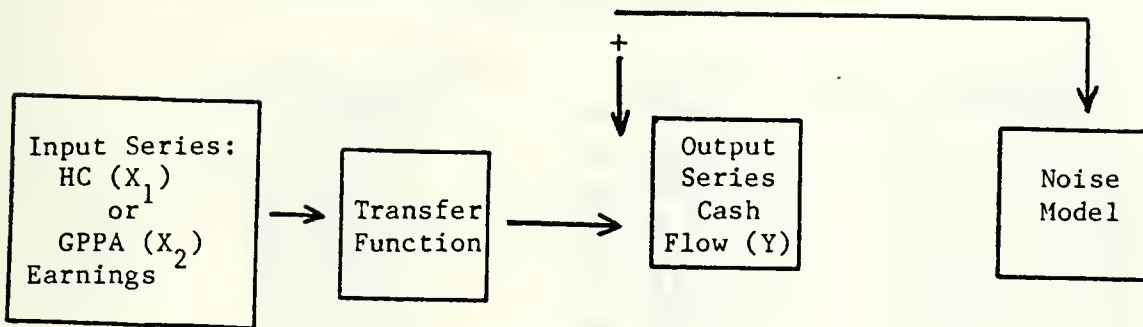 +
Input Series:
HC (X1)
or
GPPA (X2)
Earnings
Transfer
Function
Output
Series
Cash
Flow (Y)
Noise
Model